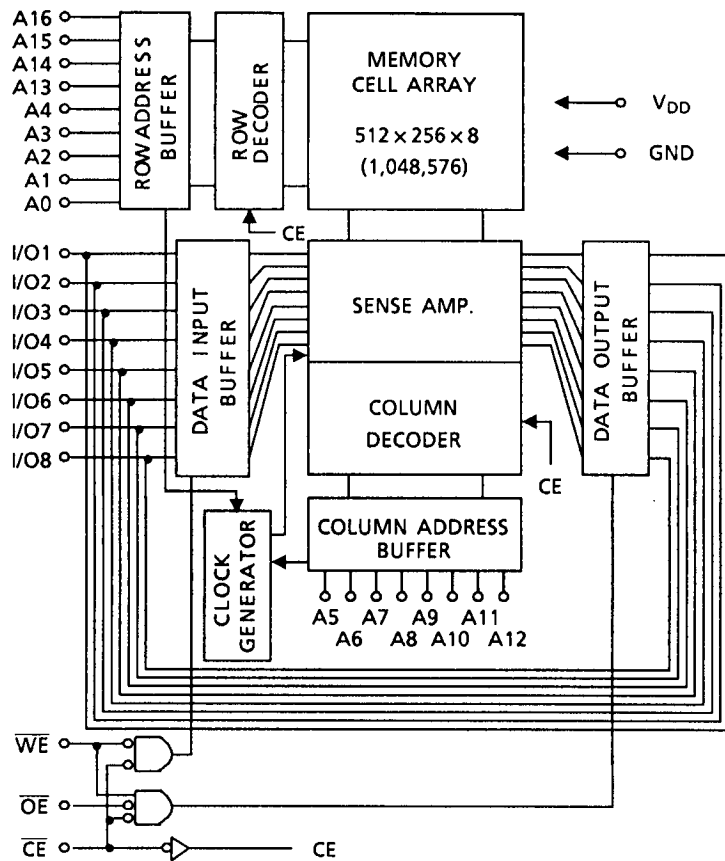 A16
A15
A14
A13
A4
A3
A2
A1
A0
ROW ADDRESS
BUFFER
ROW
DECODER
MEMORY
CELL ARRAY
512 × 256 × 8
(1,048,576)
V_DD
GND
CE
I/O1
I/O2
I/O3
I/O4
I/O5
I/O6
I/O7
I/O8
DATA INPUT
BUFFER
SENSE AMP.
COLUMN
DECODER
DATA OUTPUT
BUFFER
CE
CLOCK
GENERATOR
COLUMN ADDRESS
BUFFER
A5 A7 A9 A11
A6 A8 A10 A12
W̅E̅
O̅E̅
C̅E̅
CE